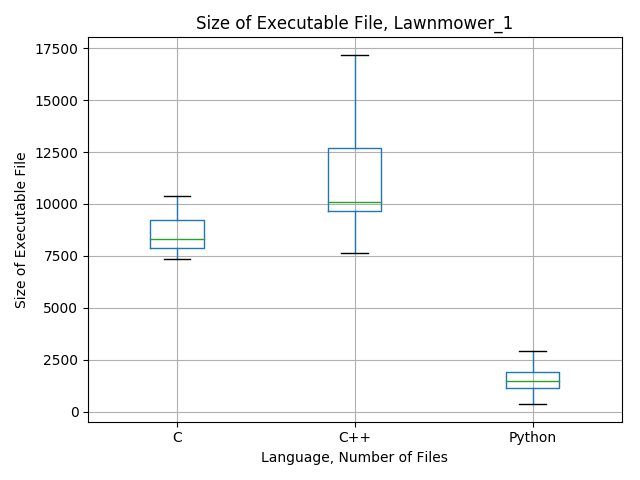 Size of Executable File, Lawnmower_1
Size of Executable File
17500
15000
12500
10000
7500
5000
2500
0
C C++ Python
Language, Number of Files